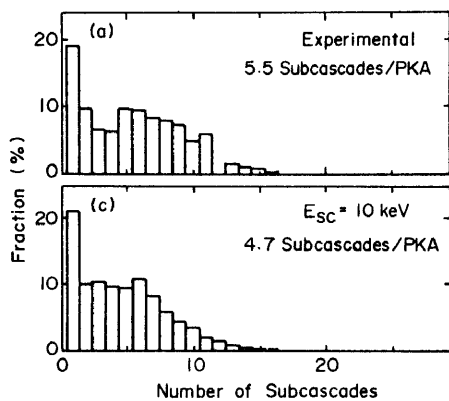 20
(a)
Experimental
5.5 Subcascades/PKA
10
0
20
(c)
E_SC = 10 keV
4.7 Subcascades/PKA
10
0
0
10
20
Fraction (%)
Number of Subcascades